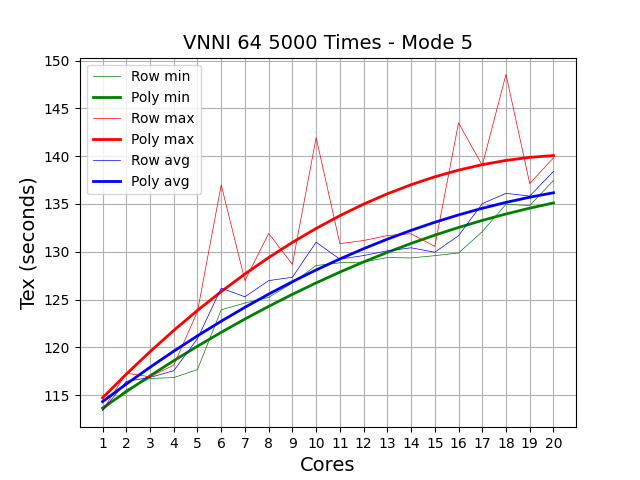 VNNI 64 5000 Times - Mode 5
Row min
Poly min
Row max
Poly max
Row avg
Poly avg
Tex (seconds)
150
145
140
135
130
125
120
115
1 2 3 4 5 6 7 8 9 10 11 12 13 14 15 16 17 18 19 20
Cores